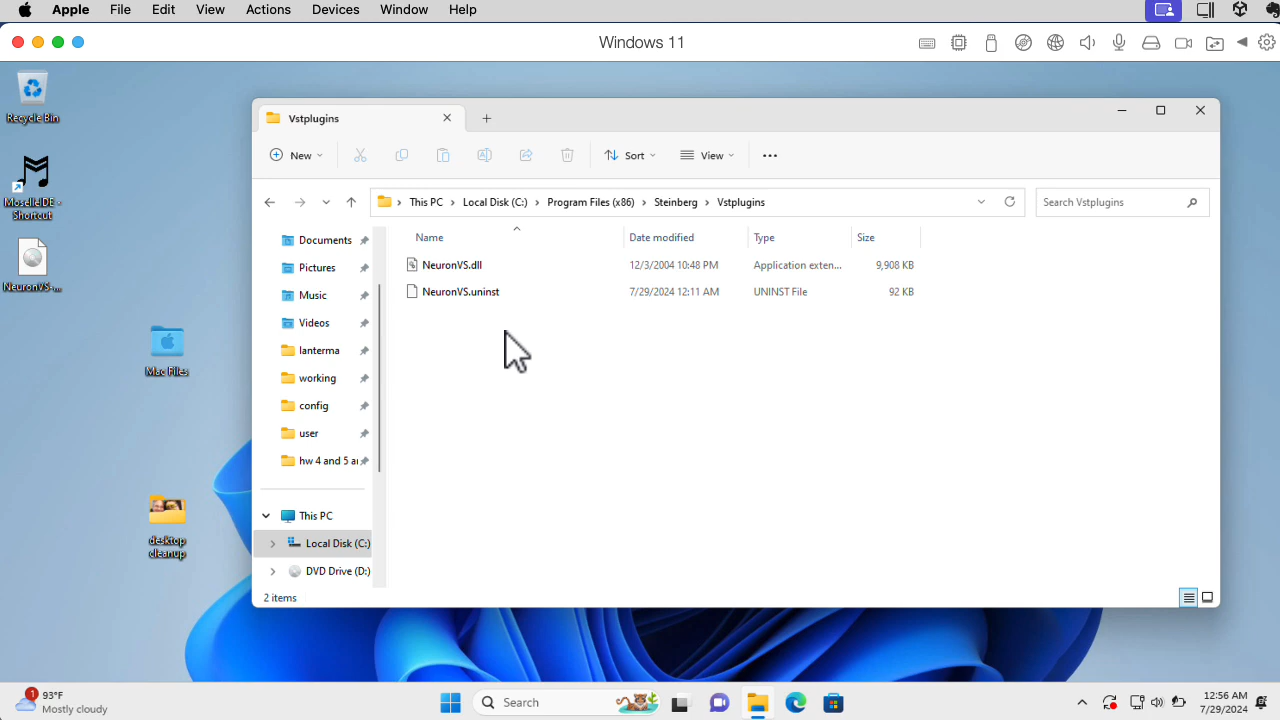 Apple File Edit View Actions Devices Window Help
Windows 11
Recycle Bin
MoselleIDE - Shortcut
NeuronVS-...
Mac Files
desktop cleanup
Vstplugins
New Sort View
This PC Local Disk (C:) Program Files (x86) Steinberg Vstplugins
Search Vstplugins
Documents
Pictures
Music
Videos
lanterma
working
config
user
hw 4 and 5 ai
This PC
Local Disk (C:)
DVD Drive (D:)
Name Date modified Type Size
NeuronVS.dll 12/3/2004 10:48 PM Application exten... 9,908 KB
NeuronVS.uninst 7/29/2024 12:11 AM UNINST File 92 KB
2 items
1
93°F
Mostly cloudy
Search
12:56 AM
7/29/2024